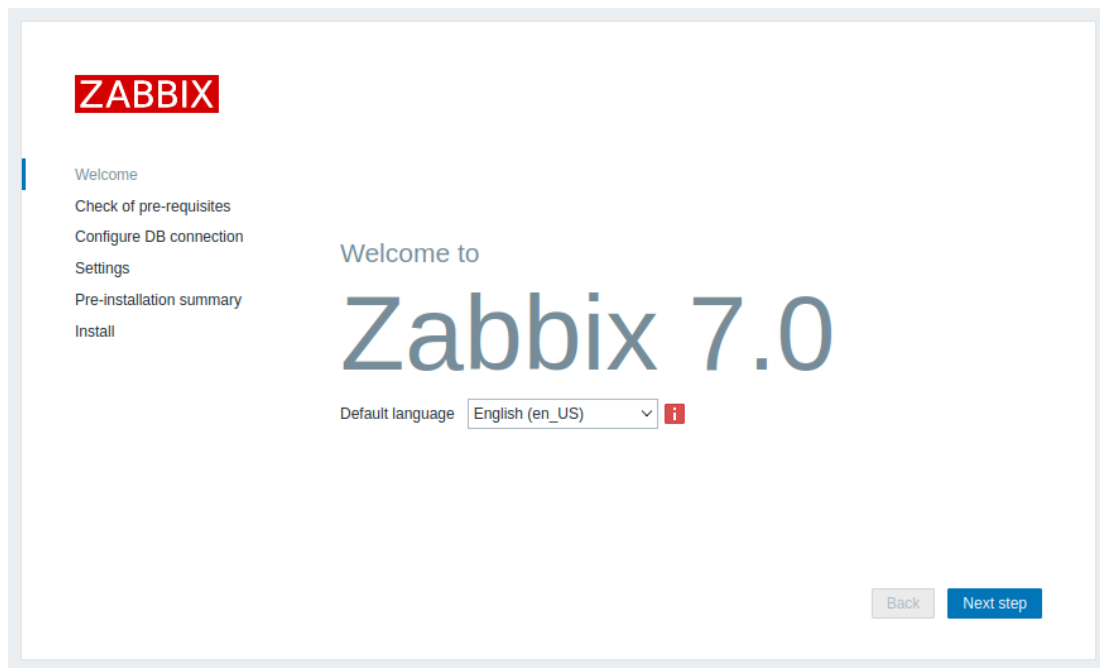 ZABBIX
Welcome
Check of pre-requisites
Configure DB connection
Settings
Pre-installation summary
Install
Welcome to
Zabbix 7.0
Default language English (en_US) i
Back Next step